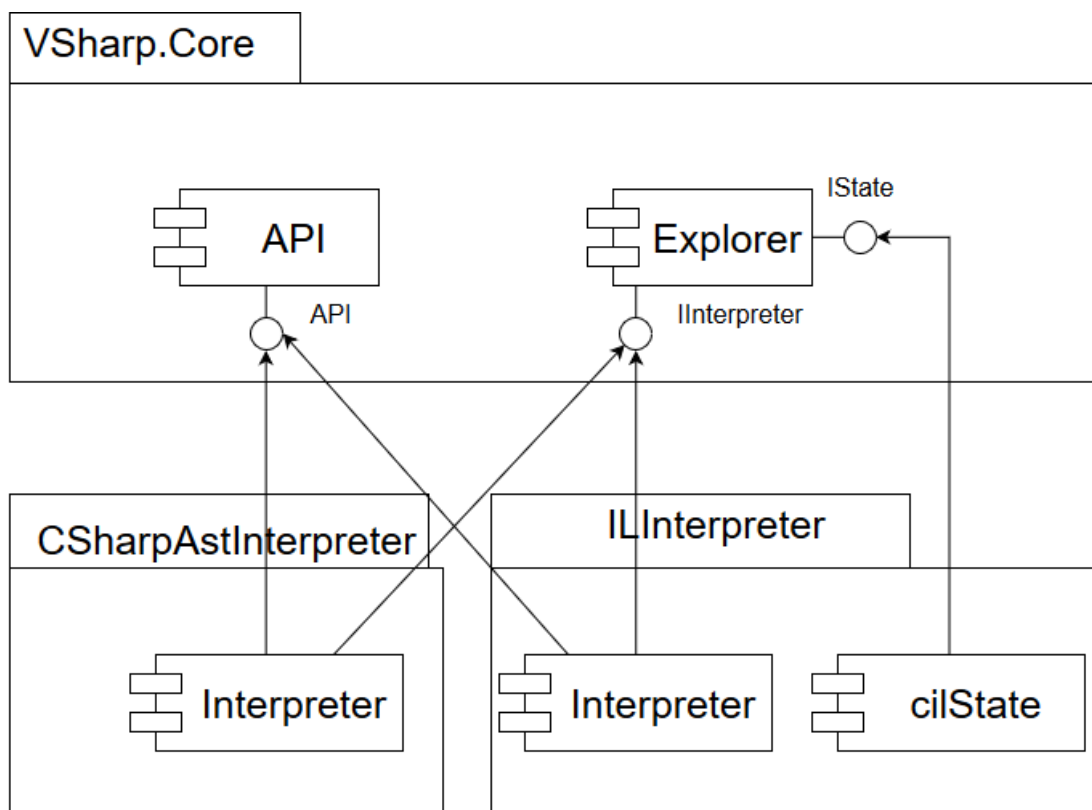 VSharp.Core
IState
API
Explorer
API
IInterpreter
CSharpAstInterpreter
ILInterpreter
Interpreter
Interpreter
cilState